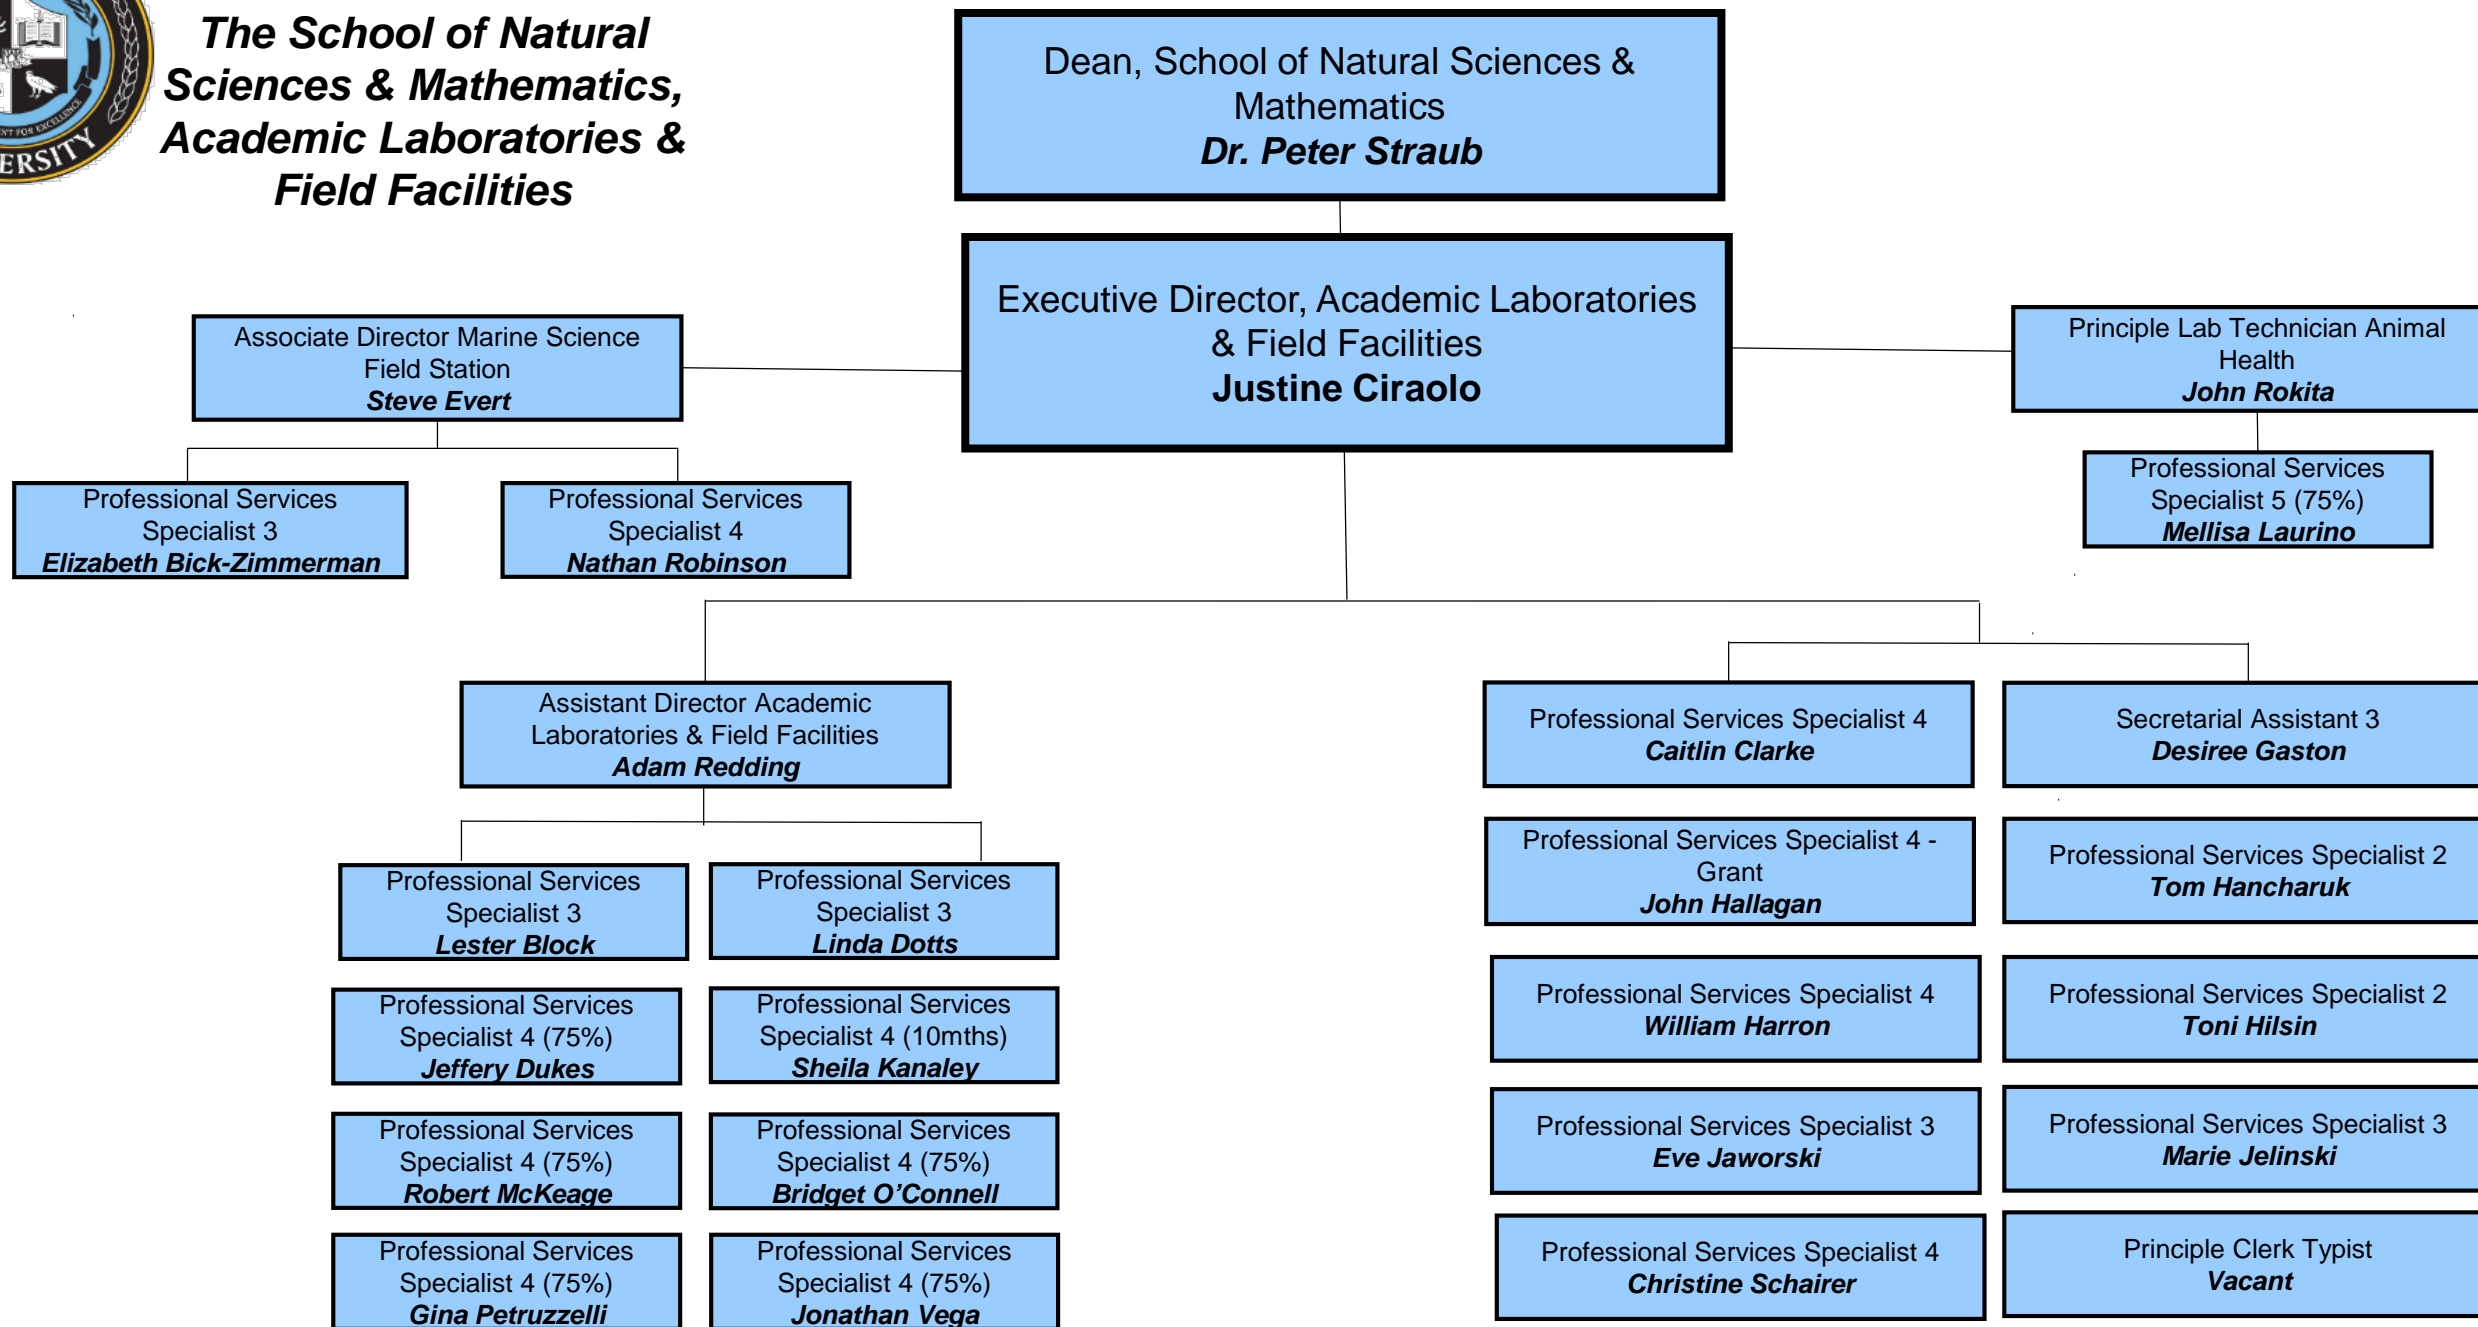 The School of Natural
Sciences & Mathematics,
Academic Laboratories &
Field Facilities
Dean, School of Natural Sciences &
Mathematics
Dr. Peter Straub
Executive Director, Academic Laboratories
& Field Facilities
Justine Ciraolo
Associate Director Marine Science
Field Station
Steve Evert
Principle Lab Technician Animal
Health
John Rokita
Professional Services
Specialist 3
Elizabeth Bick-Zimmerman
Professional Services
Specialist 4
Nathan Robinson
Professional Services
Specialist 5 (75%)
Mellisa Laurino
Assistant Director Academic
Laboratories & Field Facilities
Adam Redding
Professional Services
Specialist 3
Lester Block
Professional Services
Specialist 3
Linda Dotts
Professional Services
Specialist 4 (75%)
Jeffery Dukes
Professional Services
Specialist 4 (10mths)
Sheila Kanaley
Professional Services
Specialist 4 (75%)
Robert McKeage
Professional Services
Specialist 4 (75%)
Bridget O’Connell
Professional Services
Specialist 4 (75%)
Gina Petruzzelli
Professional Services
Specialist 4 (75%)
Jonathan Vega
Professional Services Specialist 4
Caitlin Clarke
Secretarial Assistant 3
Desiree Gaston
Professional Services Specialist 4 -
Grant
John Hallagan
Professional Services Specialist 2
Tom Hancharuk
Professional Services Specialist 4
William Harron
Professional Services Specialist 2
Toni Hilsin
Professional Services Specialist 3
Eve Jaworski
Professional Services Specialist 3
Marie Jelinski
Professional Services Specialist 4
Christine Schairer
Principle Clerk Typist
Vacant